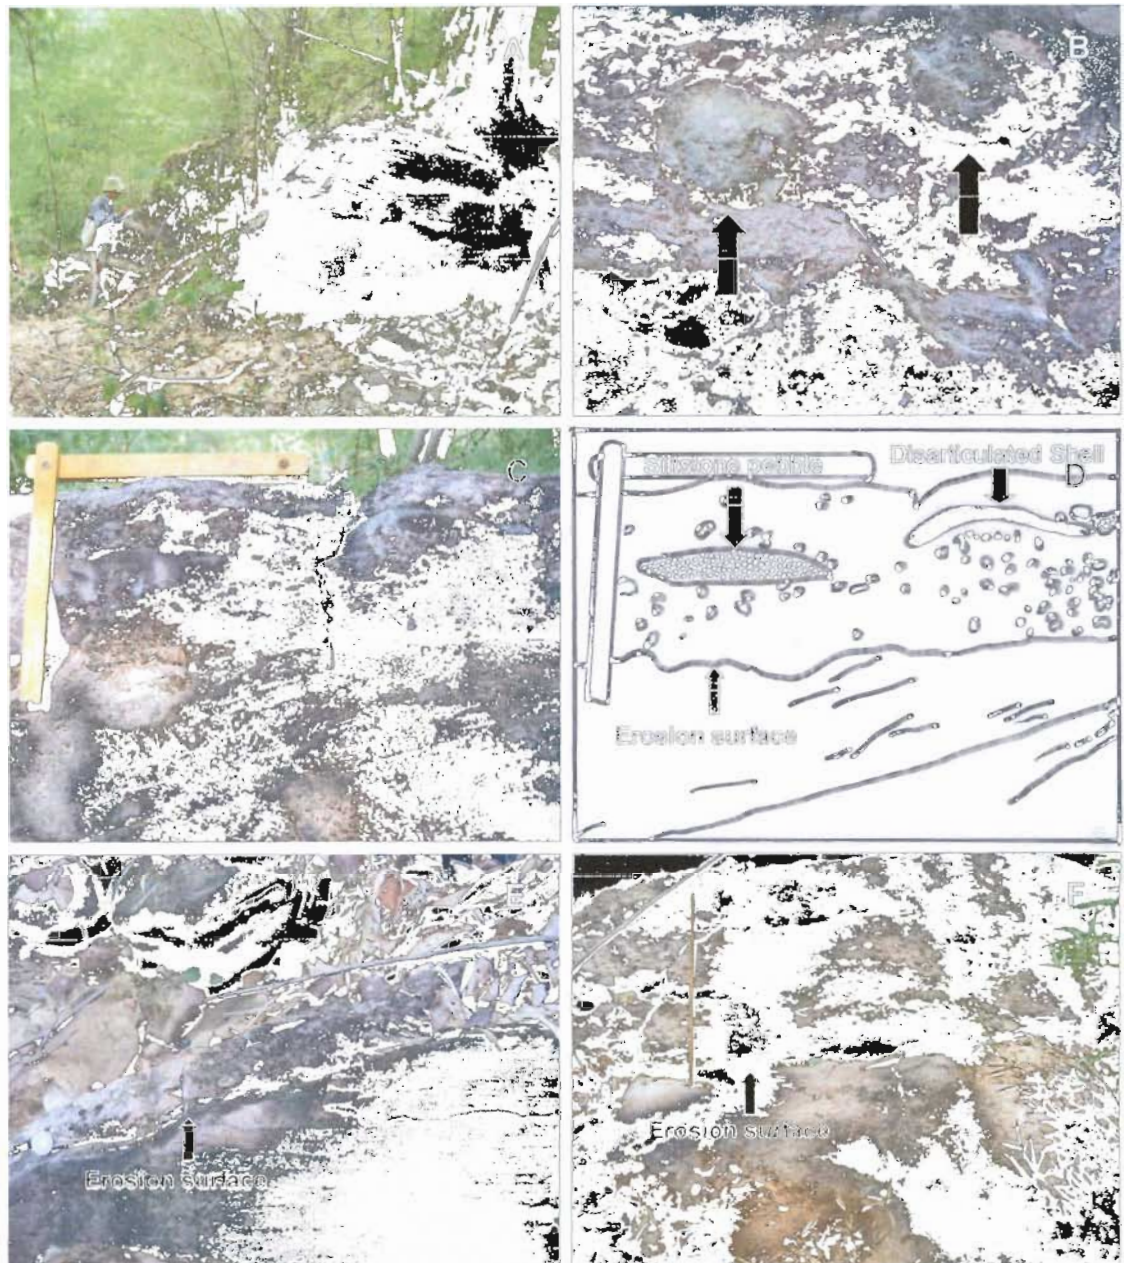 A
B
C
Siltstone pebble
Disarticulated Shell
D
Erosion surface
E
F
Erosion surface
Erosion surface